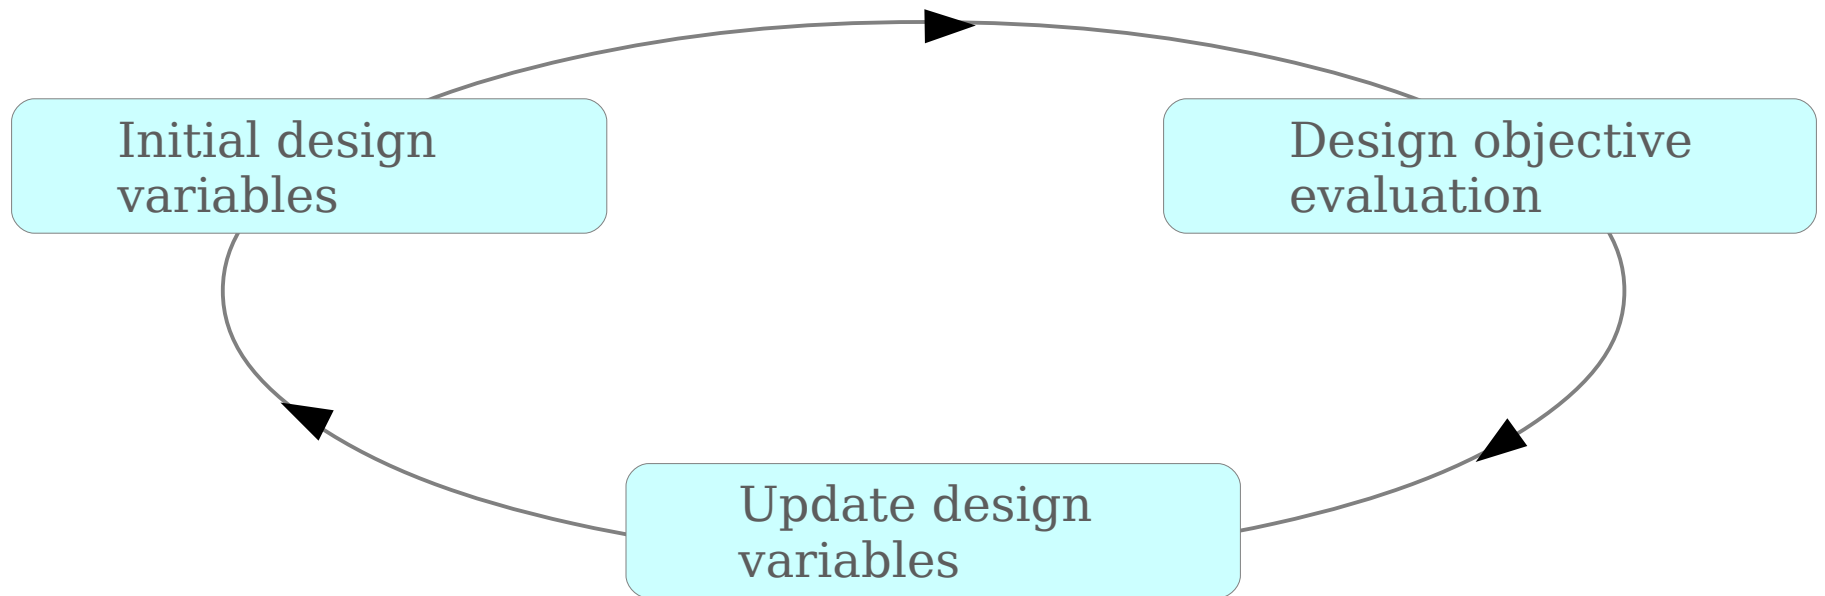 Initial design
variables
Design objective
evaluation
Update design
variables